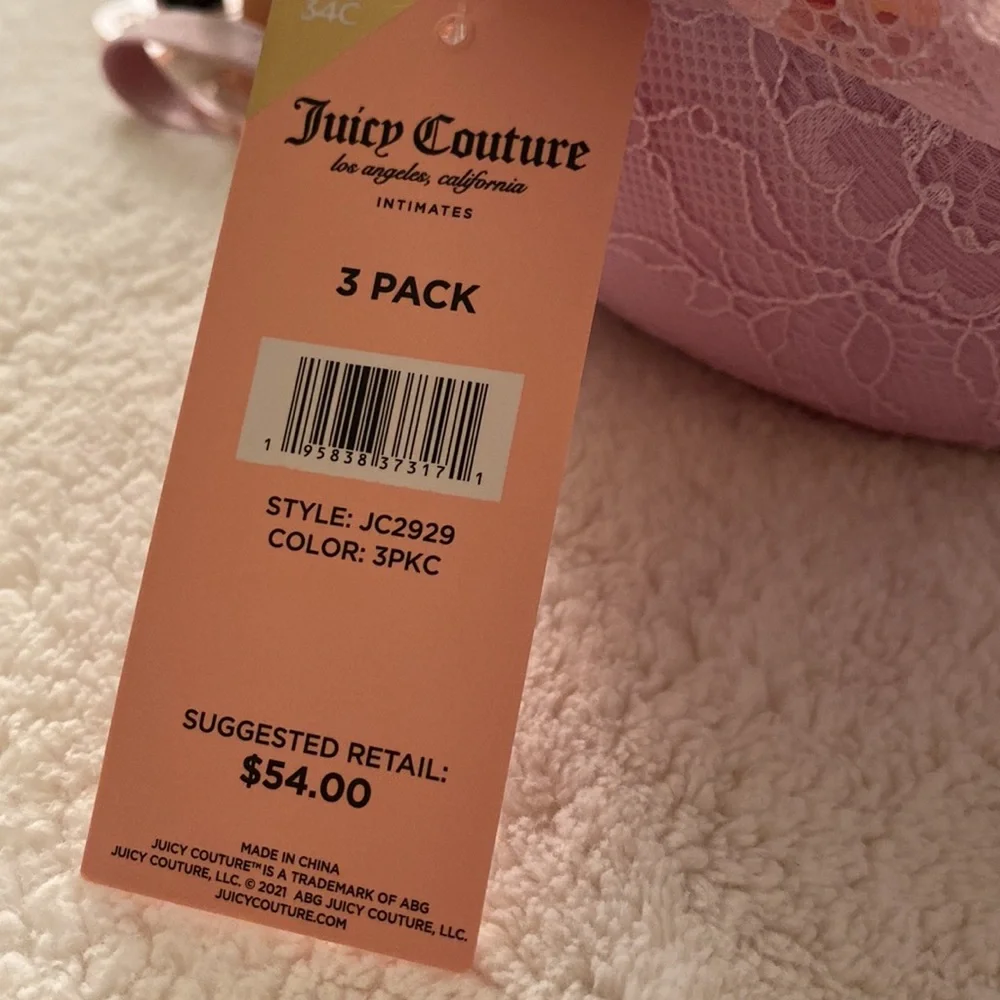 34C
Juicy Couture
los angeles, california
INTIMATES
3 PACK
1 95838 37317 1
STYLE: JC2929
COLOR: 3PKC
SUGGESTED RETAIL:
$54.00
MADE IN CHINA
JUICY COUTURE™ IS A TRADEMARK OF ABG
JUICY COUTURE, LLC. © 2021 ABG JUICY COUTURE, LLC.
JUICYCOUTURE.COM